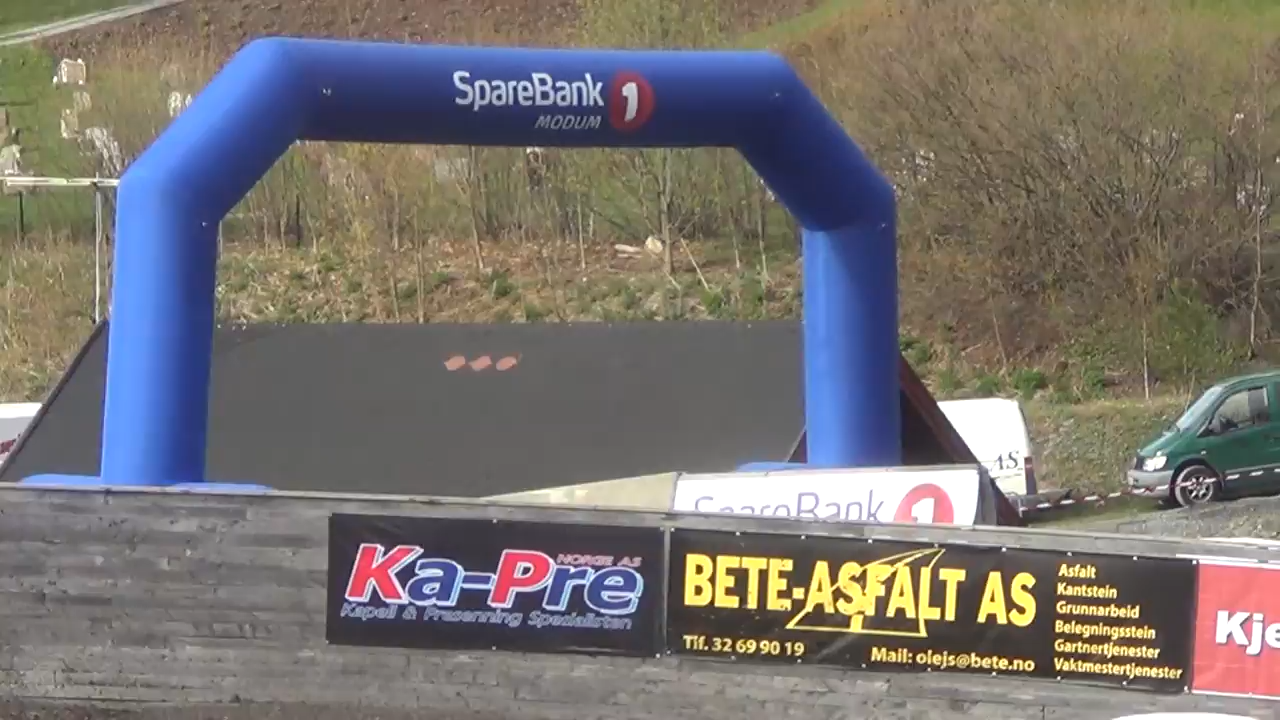 SpareBank 1
MODUM
AS
SpareBank 1
Ka-Pre
NORGE AS
Kapell & Presenning Spesialisten
BETE-ASFALT AS
Tlf. 32 69 90 19
Mail: olejs@bete.no
Asfalt
Kantstein
Grunnarbeid
Belegningsstein
Gartnertjenester
Vaktmestertjenester
Kje